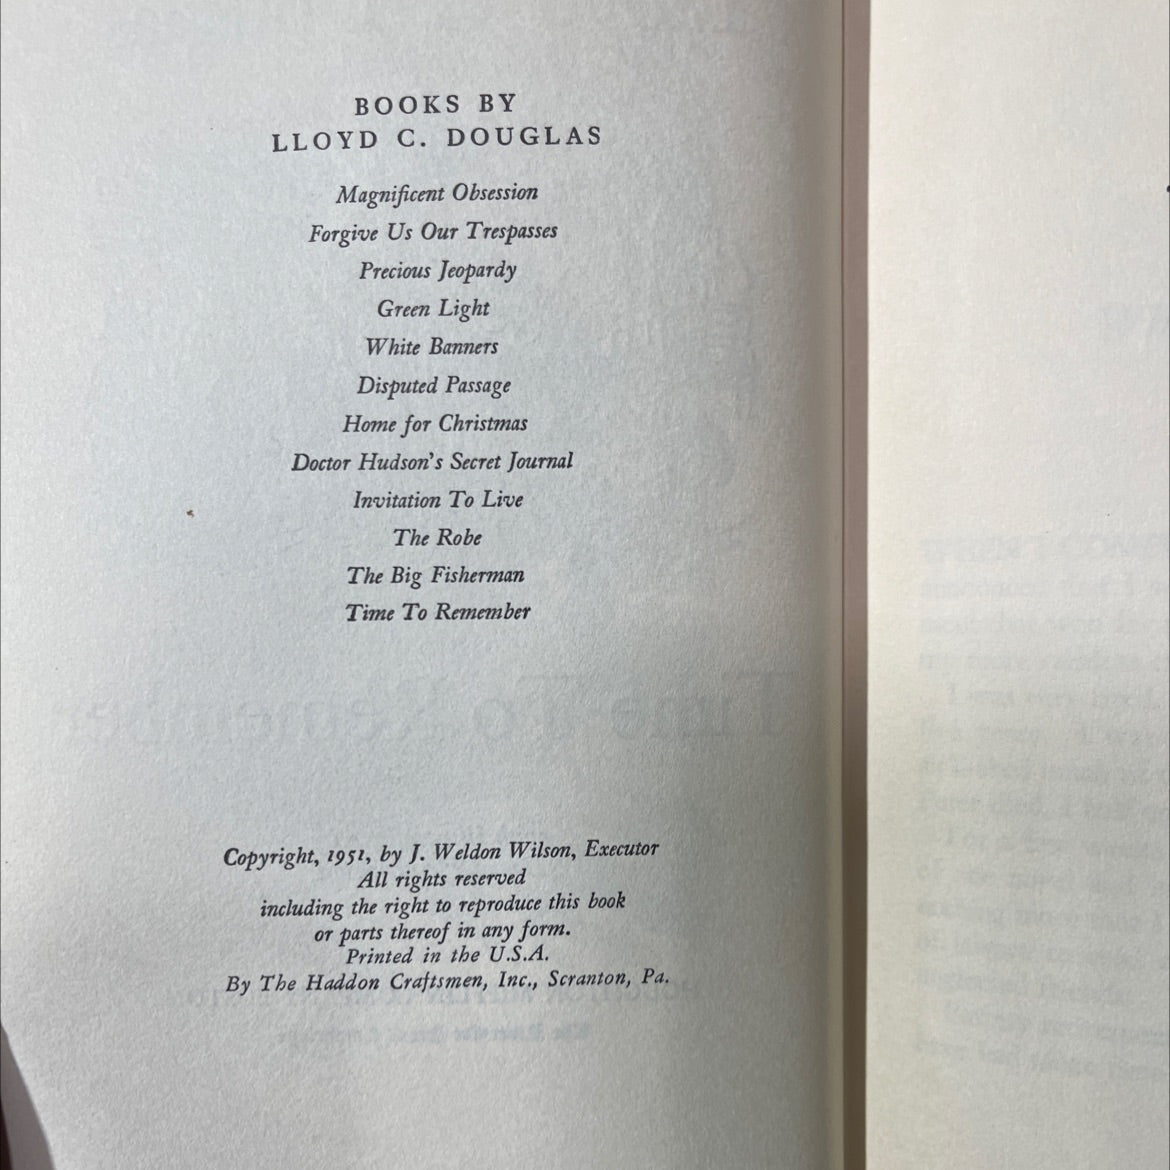 BOOKS BY
LLOYD C. DOUGLAS
Magnificent Obsession
Forgive Us Our Trespasses
Precious Jeopardy
Green Light
White Banners
Disputed Passage
Home for Christmas
Doctor Hudson's Secret Journal
Invitation To Live
The Robe
The Big Fisherman
Time To Remember
Copyright, 1951, by J. Weldon Wilson, Executor
All rights reserved
including the right to reproduce this book
or parts thereof in any form.
Printed in the U.S.A.
By The Haddon Craftsmen, Inc., Scranton, Pa.